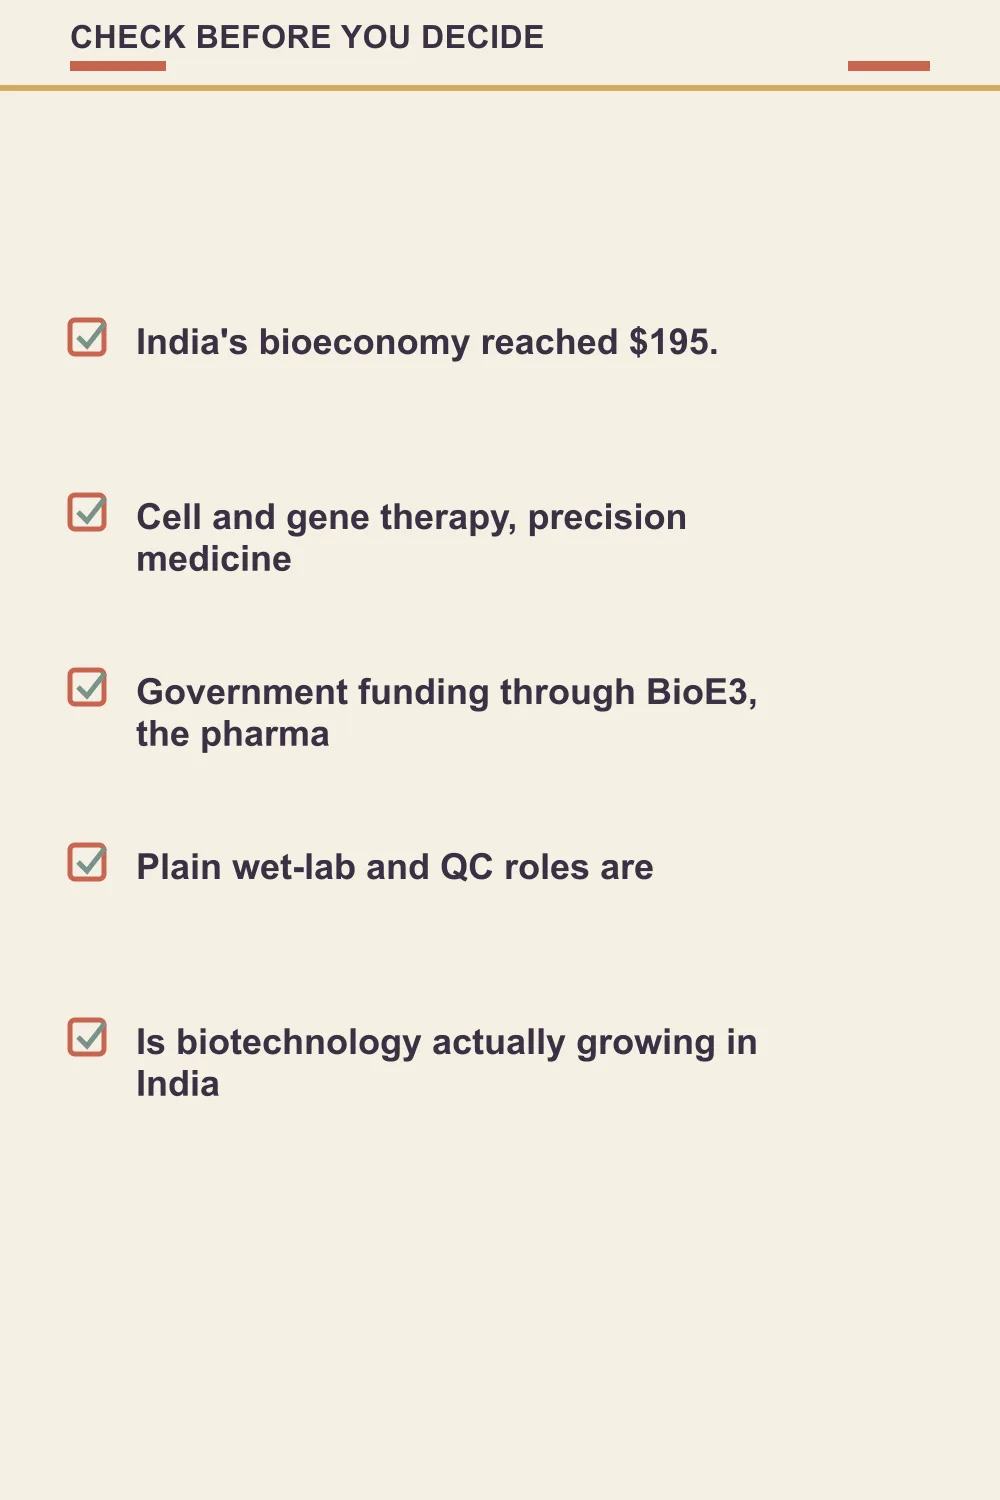 CHECK BEFORE YOU DECIDE
India's bioeconomy reached $195.
Cell and gene therapy, precision
medicine
Government funding through BioE3,
the pharma
Plain wet-lab and QC roles are
Is biotechnology actually growing in
India